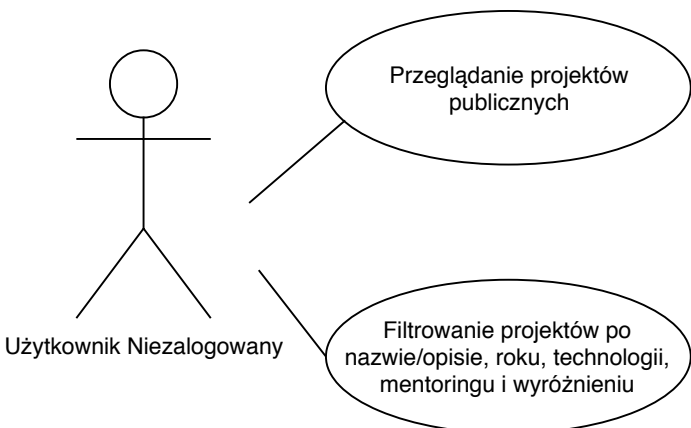 Przeglądanie projektów
publicznych
Użytkownik Niezalogowany
Filtrowanie projektów po
nazwie/opisie, roku, technologii,
mentoringu i wyróżnieniu